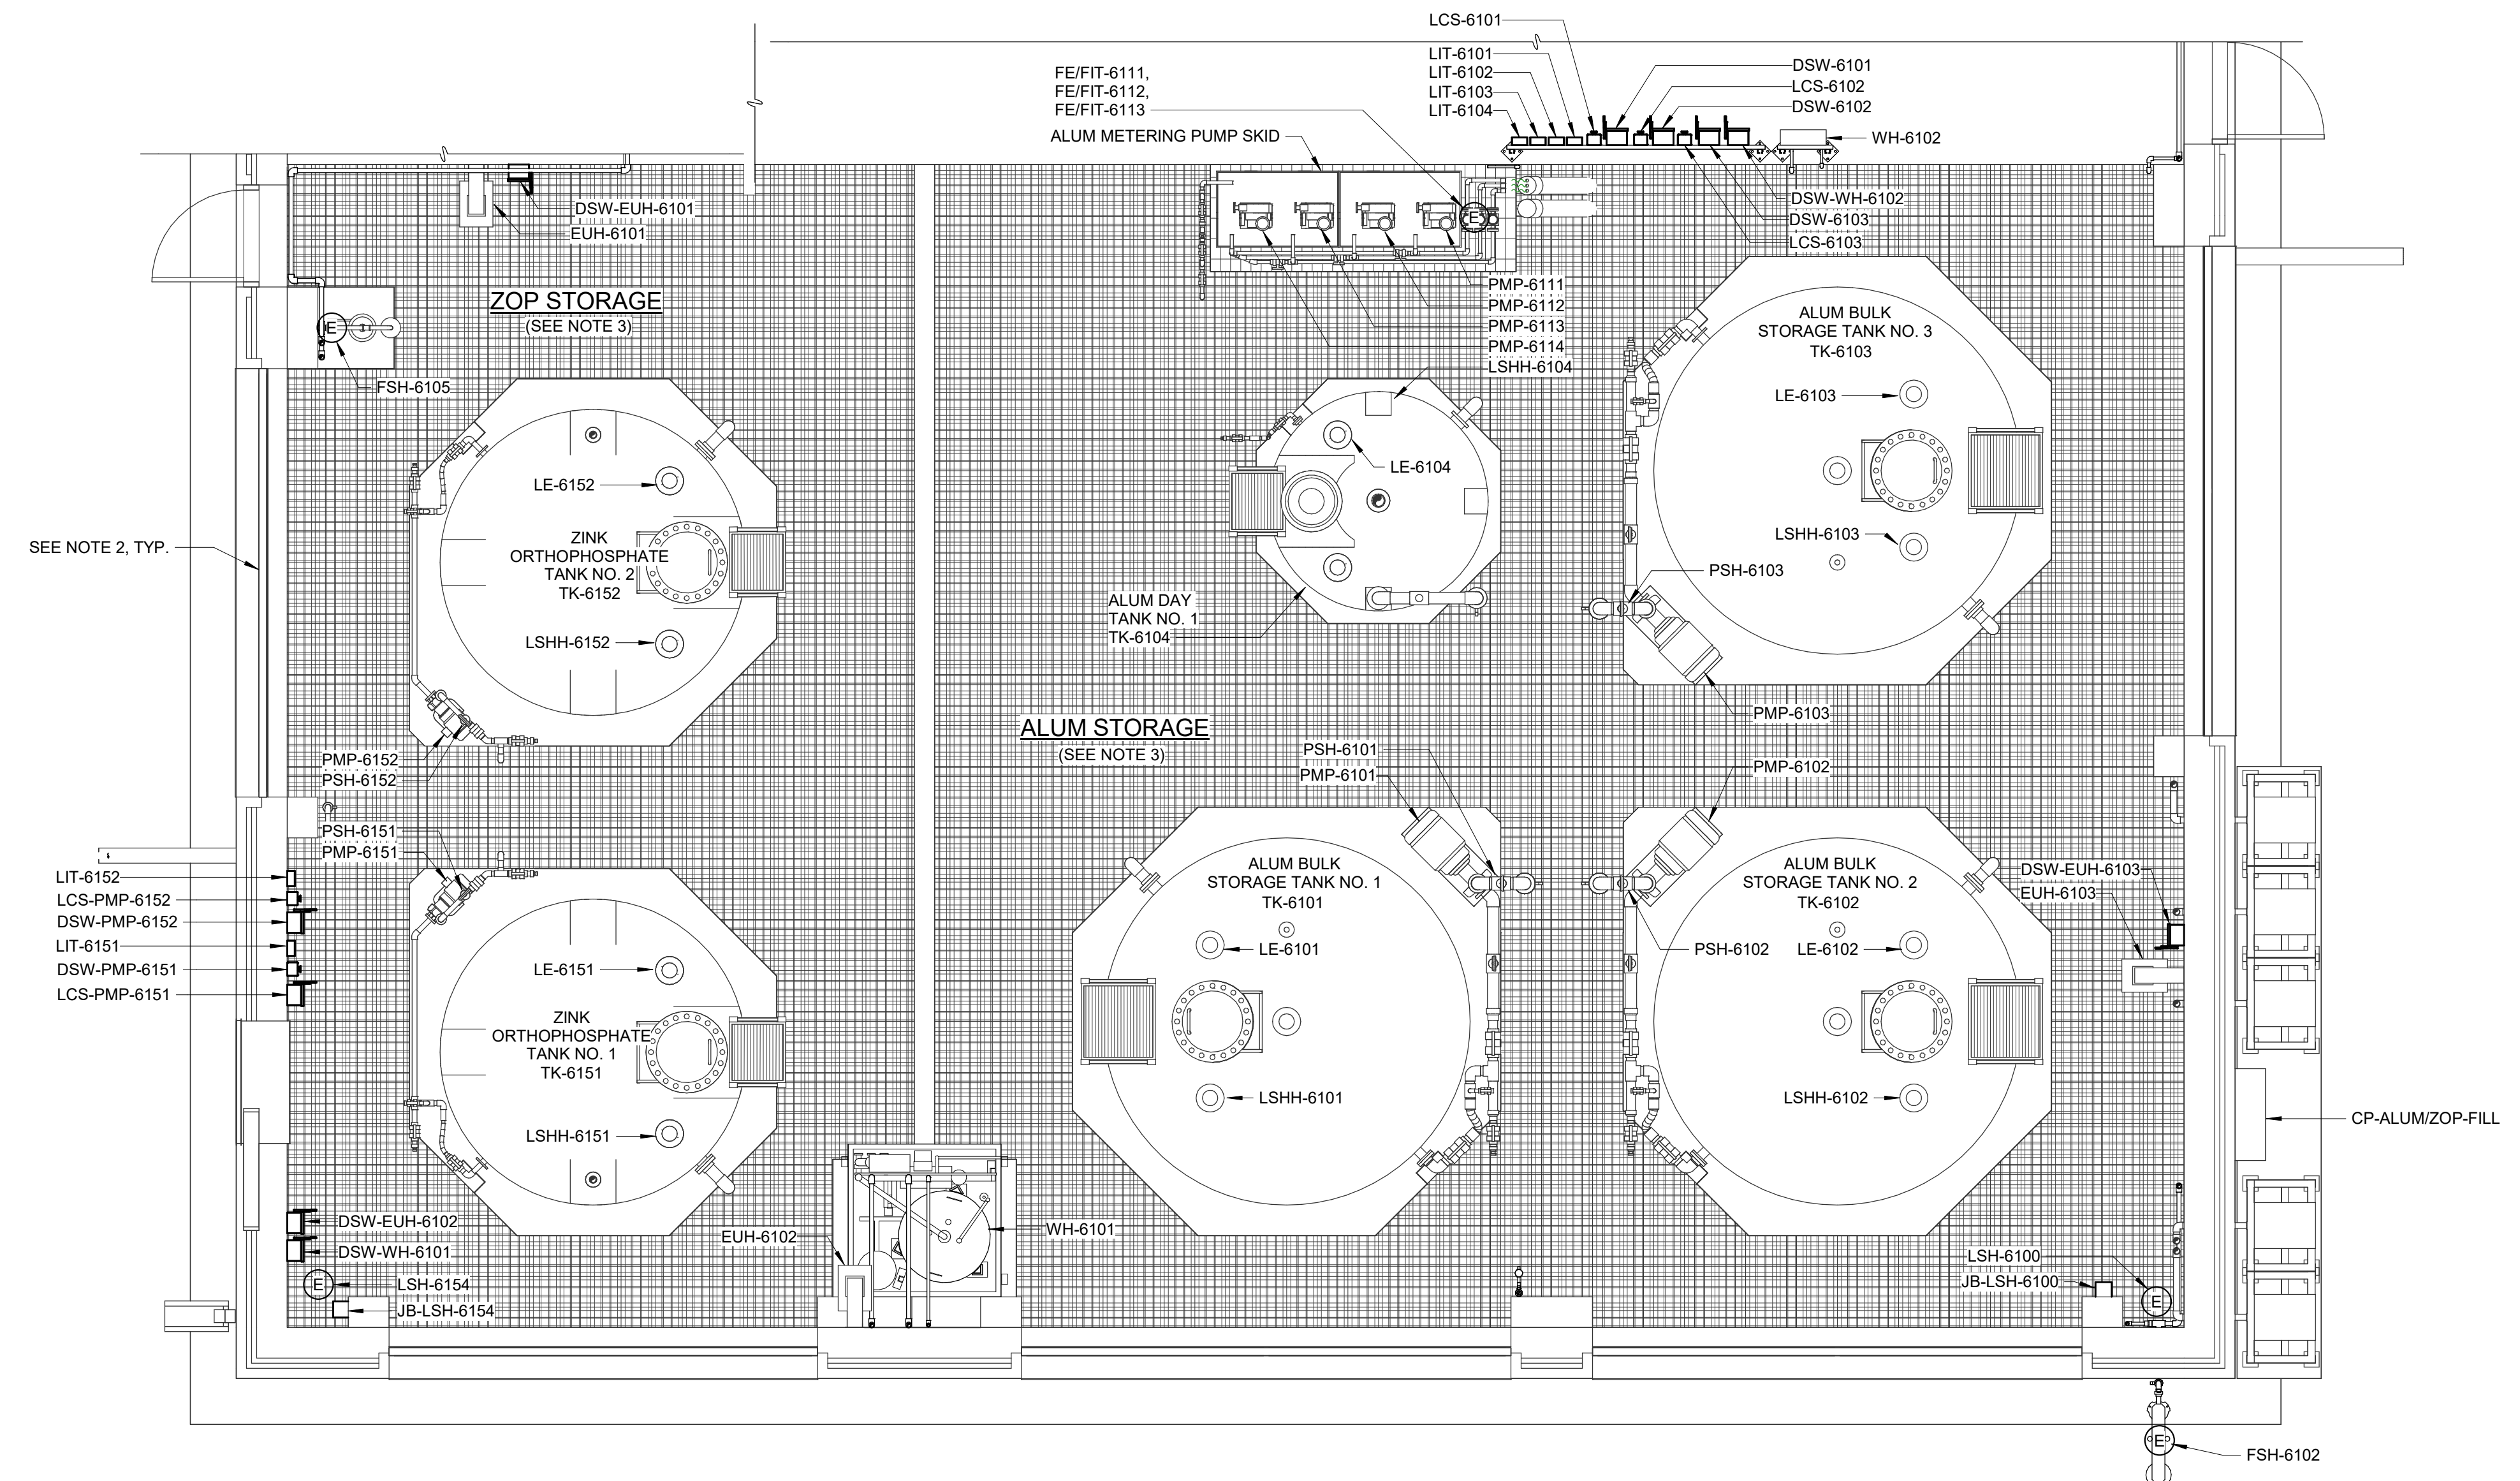 LCS-6101
LIT-6101
LIT-6102
LIT-6103
LIT-6104
FE/FIT-6111,
FE/FIT-6112,
FE/FIT-6113
ALUM METERING PUMP SKID
DSW-6101
LCS-6102
DSW-6102
WH-6102
DSW-WH-6102
DSW-6103
LCS-6103
DSW-EUH-6101
EUH-6101
E
PMP-6111
PMP-6112
PMP-6113
PMP-6114
LSHH-6104
ZOP STORAGE
(SEE NOTE 3)
E
FSH-6105
ALUM BULK
STORAGE TANK NO. 3
TK-6103
LE-6103
LSHH-6103
PSH-6103
PMP-6103
LE-6104
ALUM DAY
TANK NO. 1
TK-6104
LE-6152
ZINK
ORTHOPHOSPHATE
TANK NO. 2
TK-6152
LSHH-6152
SEE NOTE 2, TYP.
PMP-6152
PSH-6152
ALUM STORAGE
(SEE NOTE 3)
PSH-6101
PMP-6101
PMP-6102
PSH-6151
PMP-6151
LIT-6152
LCS-PMP-6152
DSW-PMP-6152
LIT-6151
DSW-PMP-6151
LCS-PMP-6151
LE-6151
ZINK
ORTHOPHOSPHATE
TANK NO. 1
TK-6151
LSHH-6151
ALUM BULK
STORAGE TANK NO. 1
TK-6101
LE-6101
LSHH-6101
ALUM BULK
STORAGE TANK NO. 2
TK-6102
PSH-6102
LE-6102
LSHH-6102
DSW-EUH-6103
EUH-6103
CP-ALUM/ZOP-FILL
DSW-EUH-6102
DSW-WH-6101
E
LSH-6154
JB-LSH-6154
EUH-6102
WH-6101
LSH-6100
JB-LSH-6100
E
E
FSH-6102